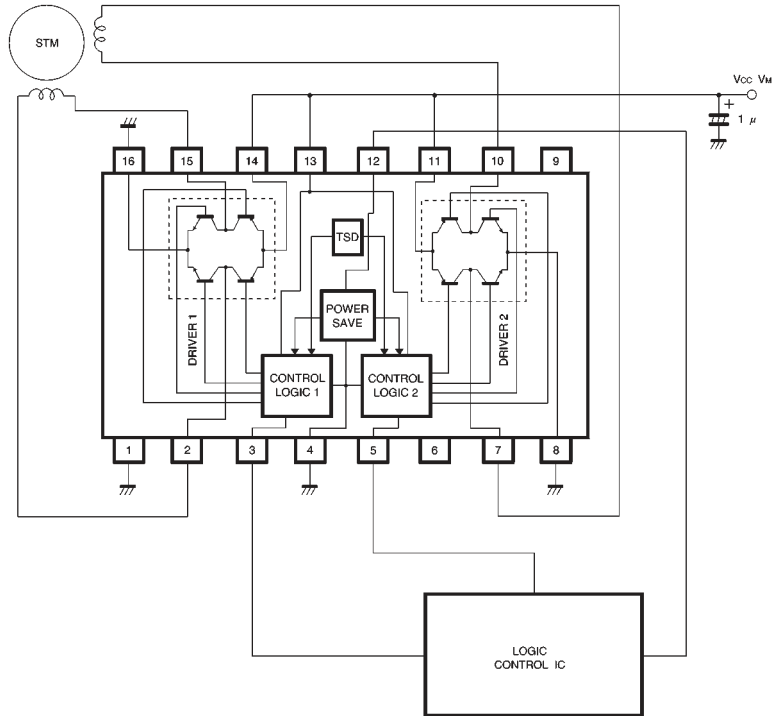 STM
VCC VM
+
1 μ
16 15 14 13 12 11 10 9
TSD
POWER
SAVE
DRIVER 1
DRIVER 2
CONTROL
LOGIC 1
CONTROL
LOGIC 2
1 2 3 4 5 6 7 8
LOGIC
CONTROL IC